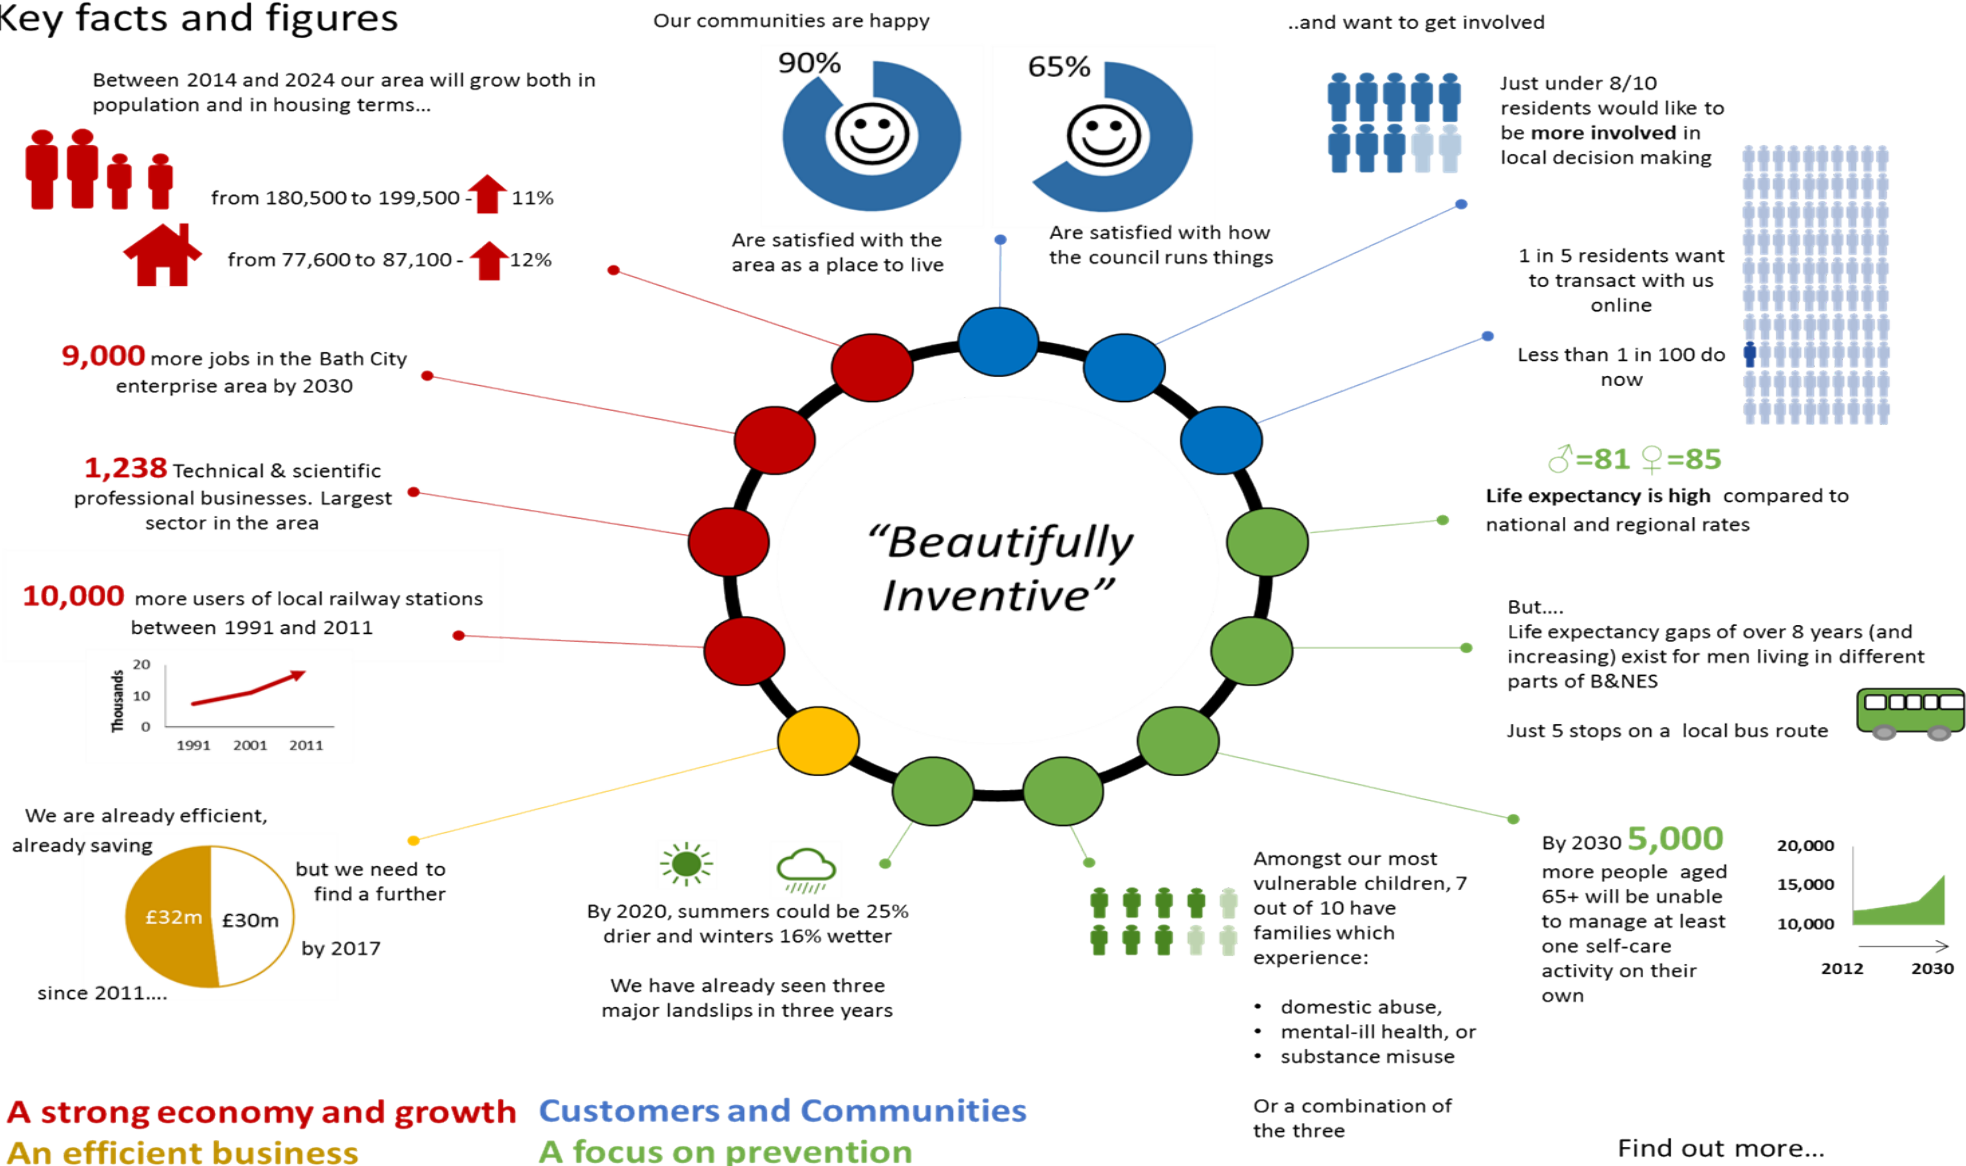 Key facts and figures
Between 2014 and 2024 our area will grow both in
population and in housing terms...
from 180,500 to 199,500 - 11%
from 77,600 to 87,100 - 12%
9,000 more jobs in the Bath City
enterprise area by 2030
1,238 Technical & scientific
professional businesses. Largest
sector in the area
10,000 more users of local railway stations
between 1991 and 2011
Thousands
20
10
0
1991 2001 2011
We are already efficient,
already saving
£32m
£30m
since 2011....
but we need to
find a further
by 2017
Our communities are happy
90%
Are satisfied with the
area as a place to live
65%
Are satisfied with how
the council runs things
..and want to get involved
Just under 8/10
residents would like to
be more involved in
local decision making
1 in 5 residents want
to transact with us
online
Less than 1 in 100 do
now
♂=81 ♀=85
Life expectancy is high compared to
national and regional rates
But....
Life expectancy gaps of over 8 years (and
increasing) exist for men living in different
parts of B&NES
Just 5 stops on a local bus route
By 2030 5,000
more people aged
65+ will be unable
to manage at least
one self-care
activity on their
own
20,000
15,000
10,000
2012 2030
Amongst our most
vulnerable children, 7
out of 10 have
families which
experience:
• domestic abuse,
• mental-ill health, or
• substance misuse
Or a combination of
the three
By 2020, summers could be 25%
drier and winters 16% wetter
We have already seen three
major landslips in three years
“Beautifully
Inventive”
A strong economy and growth
Customers and Communities
An efficient business
A focus on prevention
Find out more...